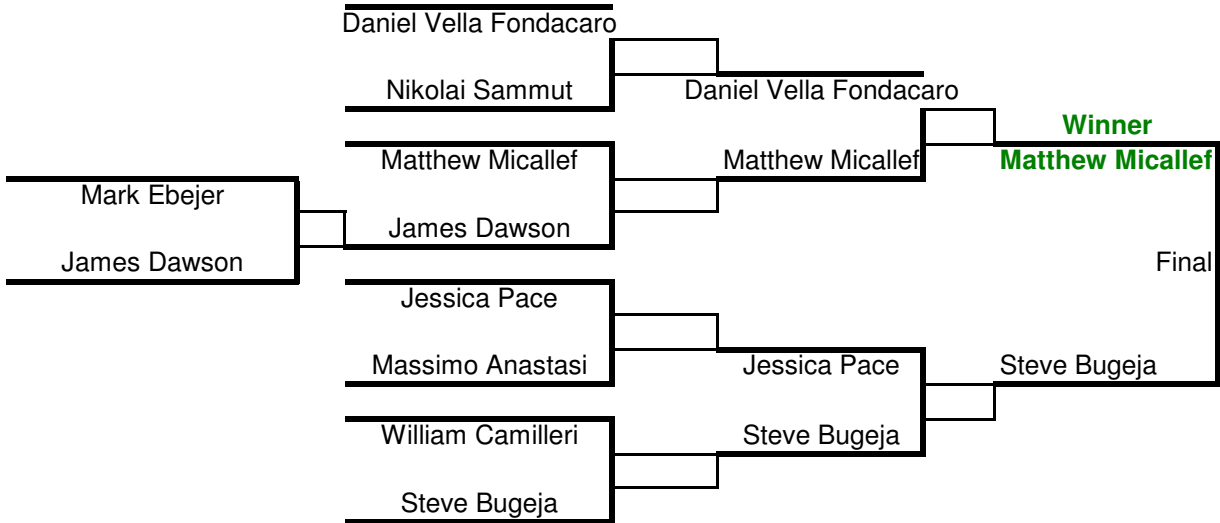 Daniel Vella Fondacaro
Nikolai Sammut
Daniel Vella Fondacaro
Winner
Matthew Micallef
Matthew Micallef
Matthew Micallef
Mark Ebejer
James Dawson
James Dawson
Final
Jessica Pace
Massimo Anastasi
Jessica Pace
Steve Bugeja
William Camilleri
Steve Bugeja
Steve Bugeja